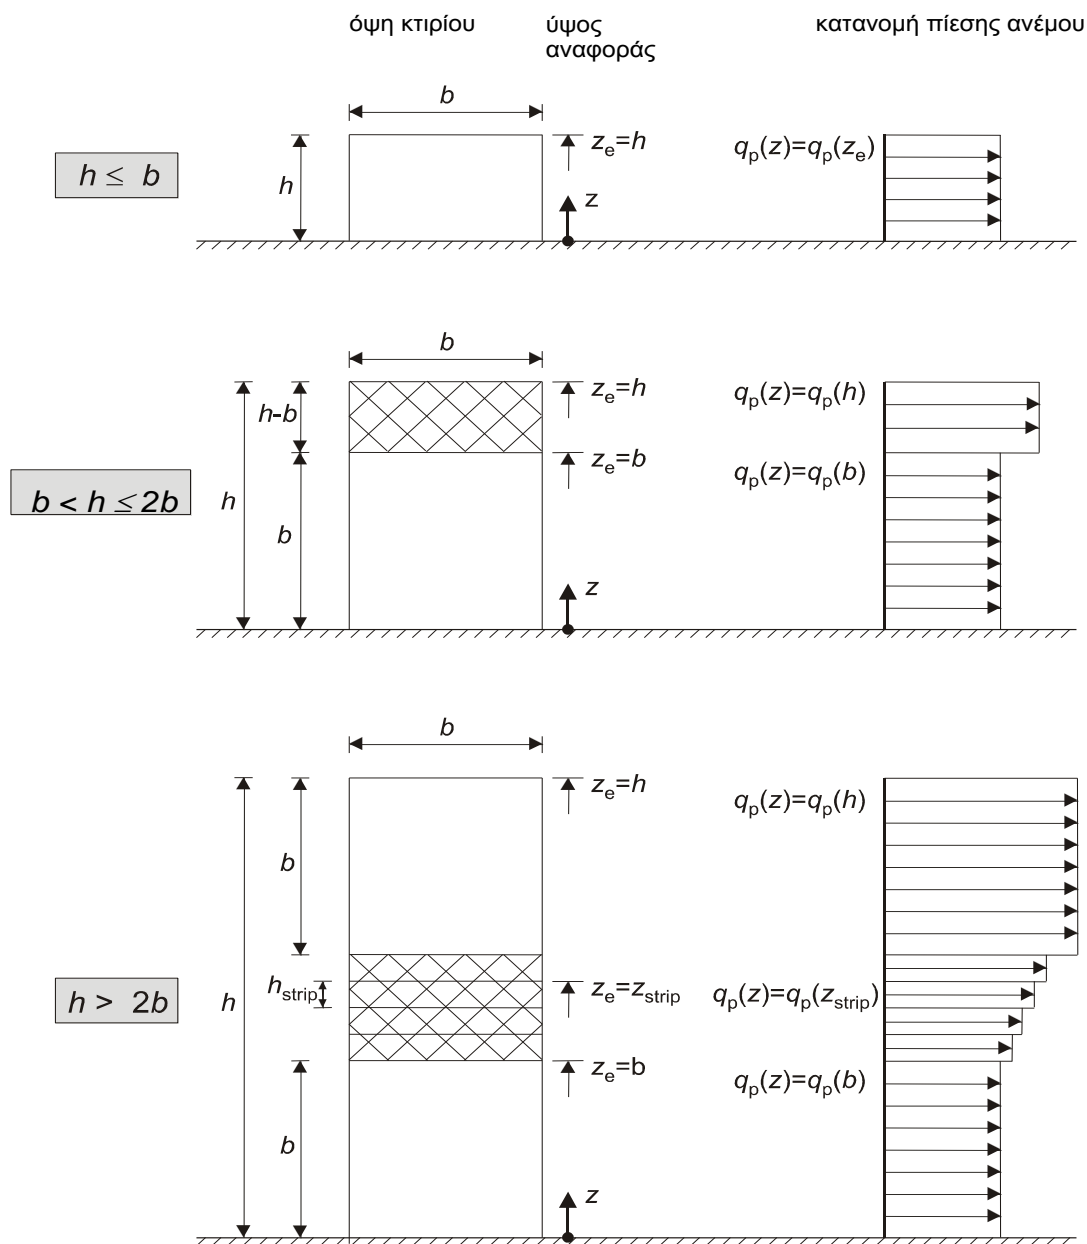 όψη κτιρίου
ύψος
αναφοράς
κατανομή πίεσης ανέμου
b
h ≤ b
h
z_e=h
z
q_p(z)=q_p(z_e)
b
b < h ≤ 2b
h
h-b
b
z_e=h
z_e=b
z
q_p(z)=q_p(h)
q_p(z)=q_p(b)
b
h > 2b
h
b
h_strip
b
z_e=h
z_e=z_strip
z_e=b
z
q_p(z)=q_p(h)
q_p(z)=q_p(z_strip)
q_p(z)=q_p(b)